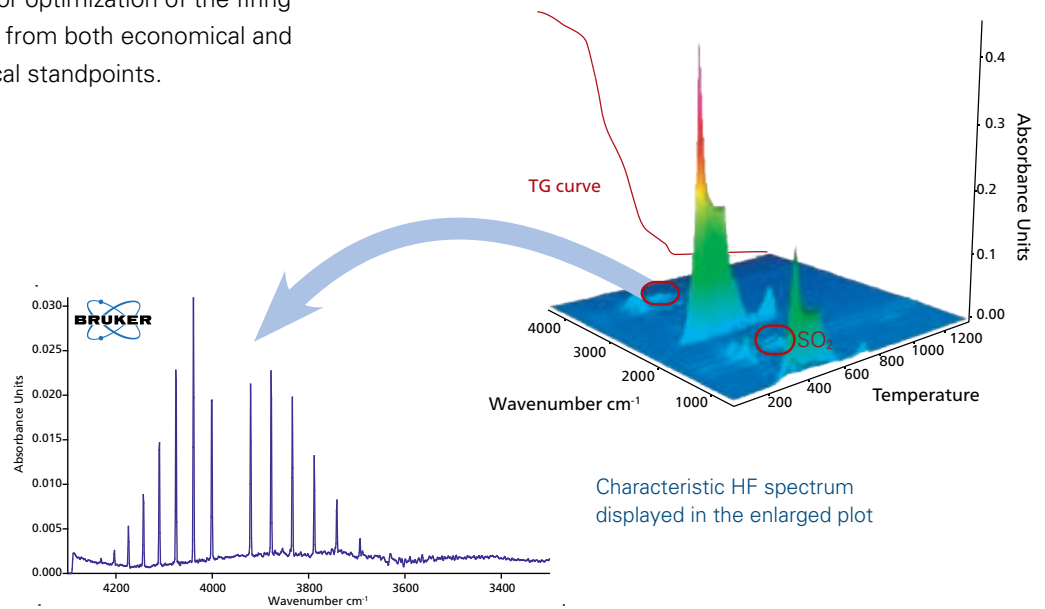 or optimization of the firing
from both economical and
cal standpoints.
TG curve
0.4
0.3
0.2
0.1
0.00
Absorbance Units
4000
3000
2000
1000
Wavenumber cm-1
200
400
600
800
1000
1200
Temperature
SO2
Characteristic HF spectrum
displayed in the enlarged plot
BRUKER
0.030
0.025
0.020
0.015
0.010
0.005
0.000
Absorbance Units
4200
4000
3800
3600
3400
Wavenumber cm-1